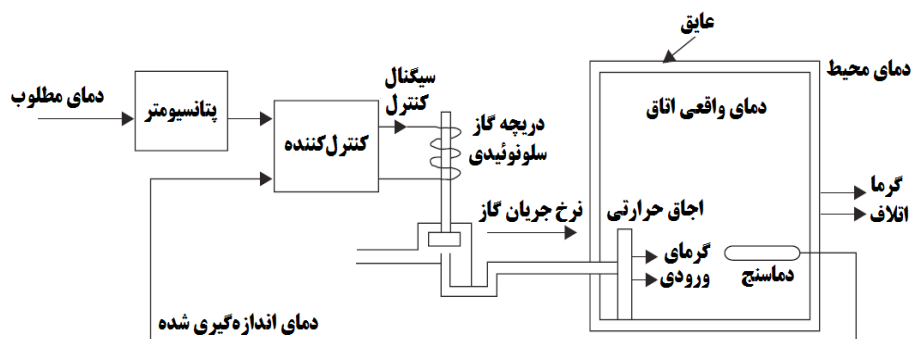 عایق
دمای محیط
دمای مطلوب
پتانسیومتر
کنترل‌کننده
سیگنال
کنترل
دریچه گاز
سلونوئیدی
دمای واقعی اتاق
گرما
اتلاف
نرخ جریان گاز
اجاق حرارتی
گرمای
ورودی
دماسنج
دمای اندازه‌گیری شده